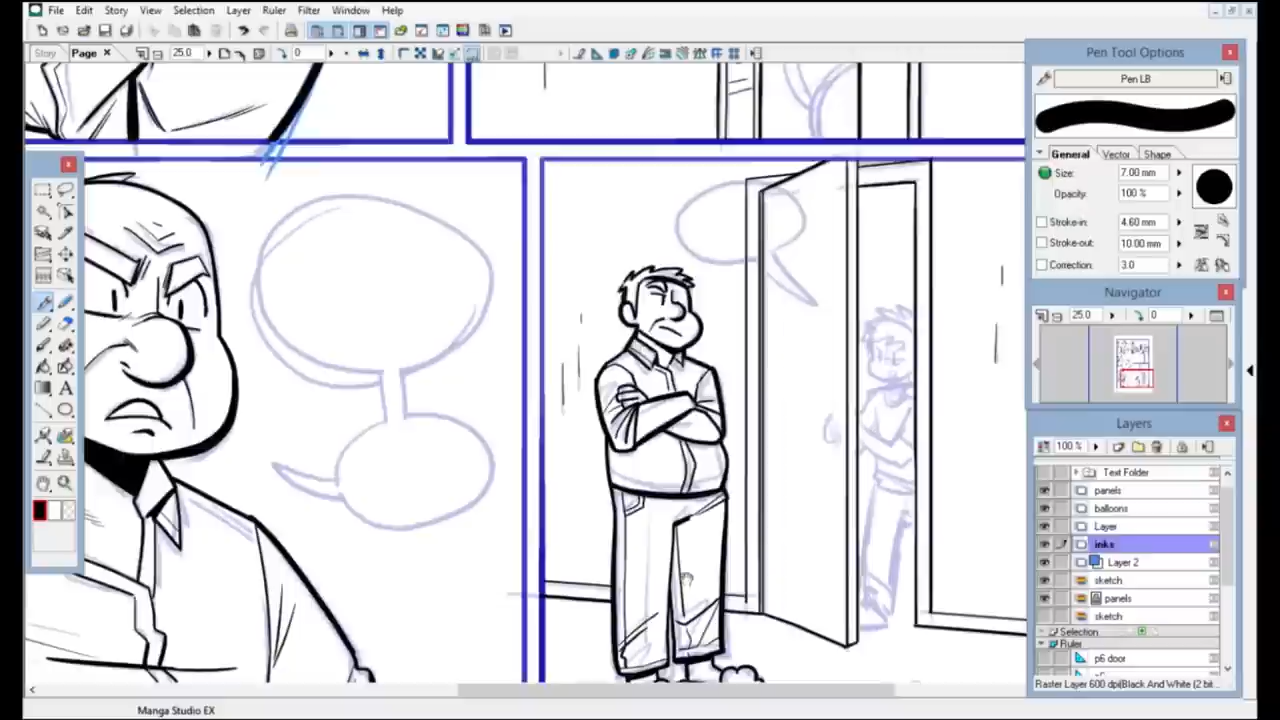 File Edit Story View Selection Layer Ruler Filter Window Help
Story Page 25.0 0
Pen Tool Options
Pen LB
General Vector Shape
Size: 7.00 mm
Opacity: 100 %
Stroke-in: 4.60 mm
Stroke-out: 10.00 mm
Correction: 3.0
Navigator
25.0 0
Layers
100 %
Text Folder
panels
balloons
Layer
inks
Layer 2
sketch
panels
sketch
Selection
Ruler
p6 door
Raster Layer 600 dpi(Black And White (2 bit...
Manga Studio EX